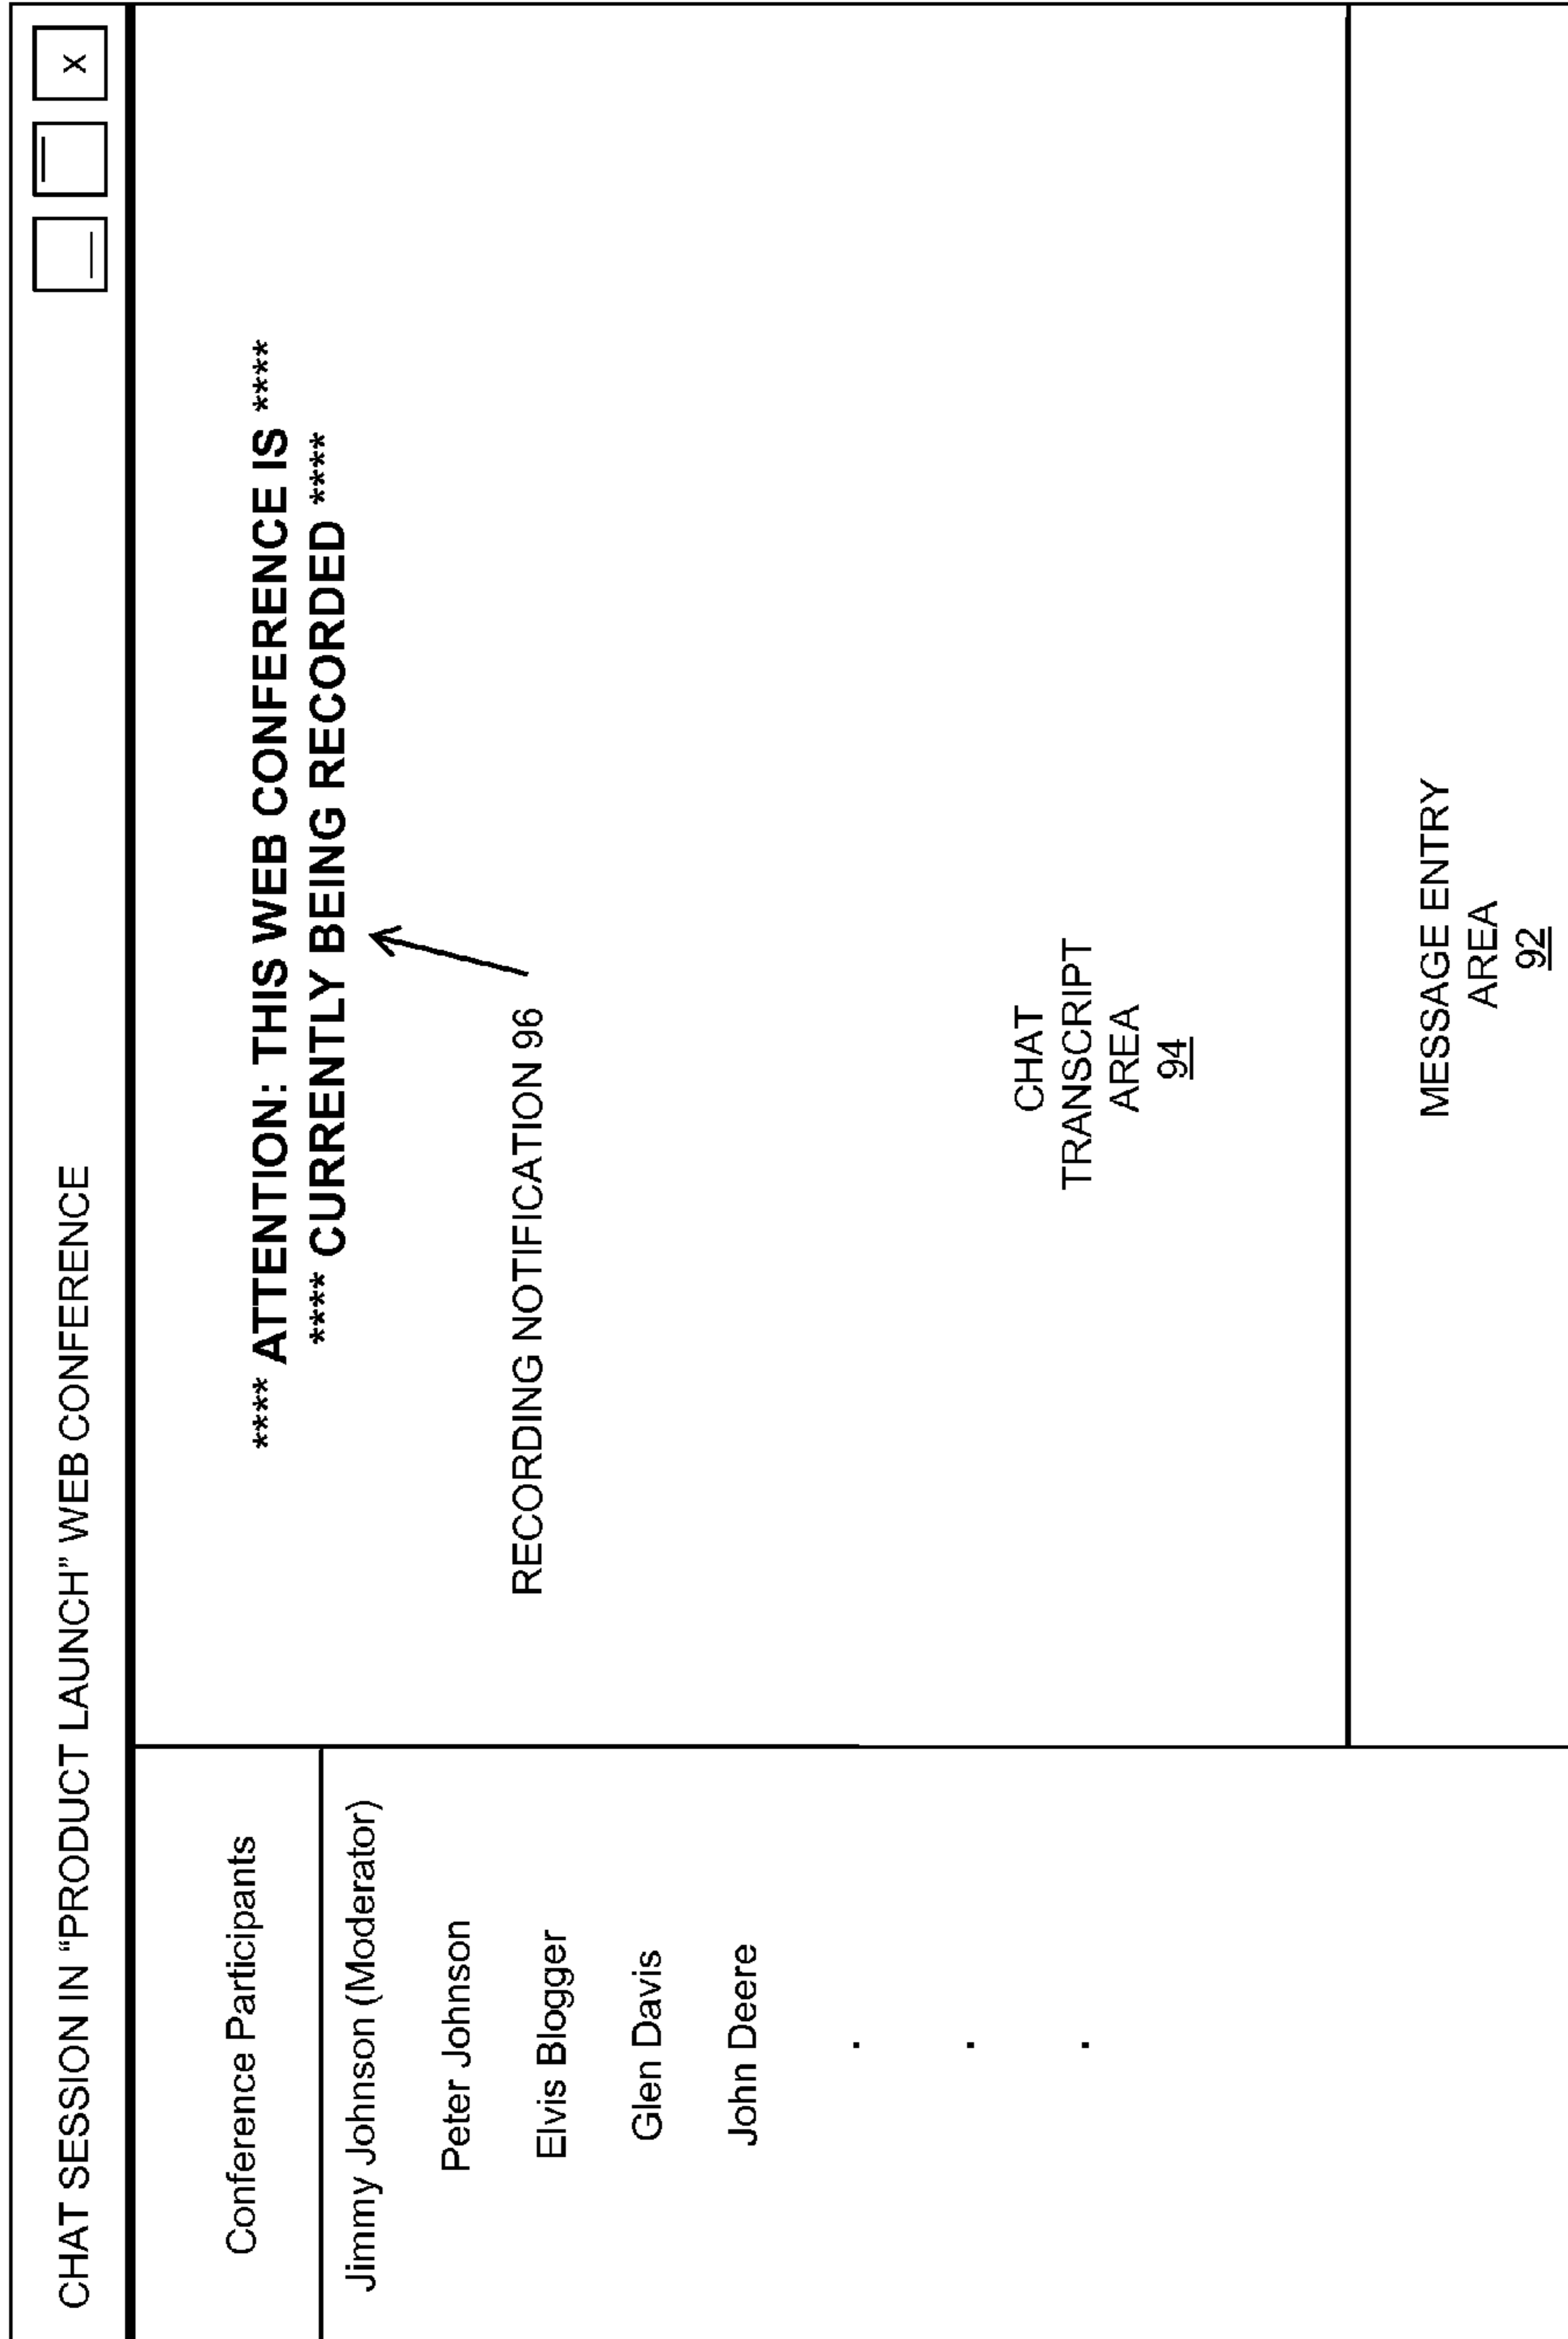 CHAT SESSION IN “PRODUCT LAUNCH” WEB CONFERENCE
X
Conference Participants
Jimmy Johnson (Moderator)
Peter Johnson
Elvis Blogger
Glen Davis
John Deere
.
.
.
**** ATTENTION: THIS WEB CONFERENCE IS ****
**** CURRENTLY BEING RECORDED ****
RECORDING NOTIFICATION 96
CHAT
TRANSCRIPT
AREA
94
MESSAGE ENTRY
AREA
92